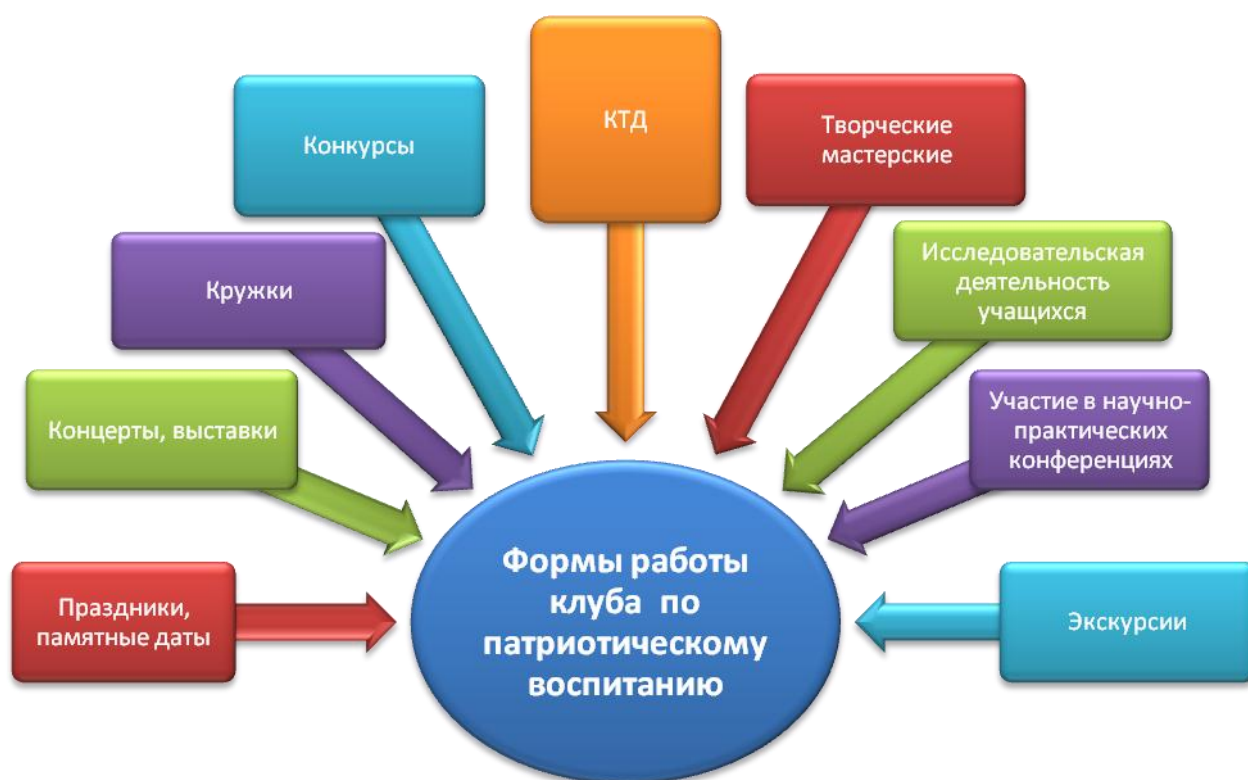 КТД
Конкурсы
Творческие
мастерские
Кружки
Исследовательская
деятельность
учащихся
Концерты, выставки
Участие в научно-
практических
конференциях
Праздники,
памятные даты
Формы работы
клуба по
патриотическому
воспитанию
Экскурсии